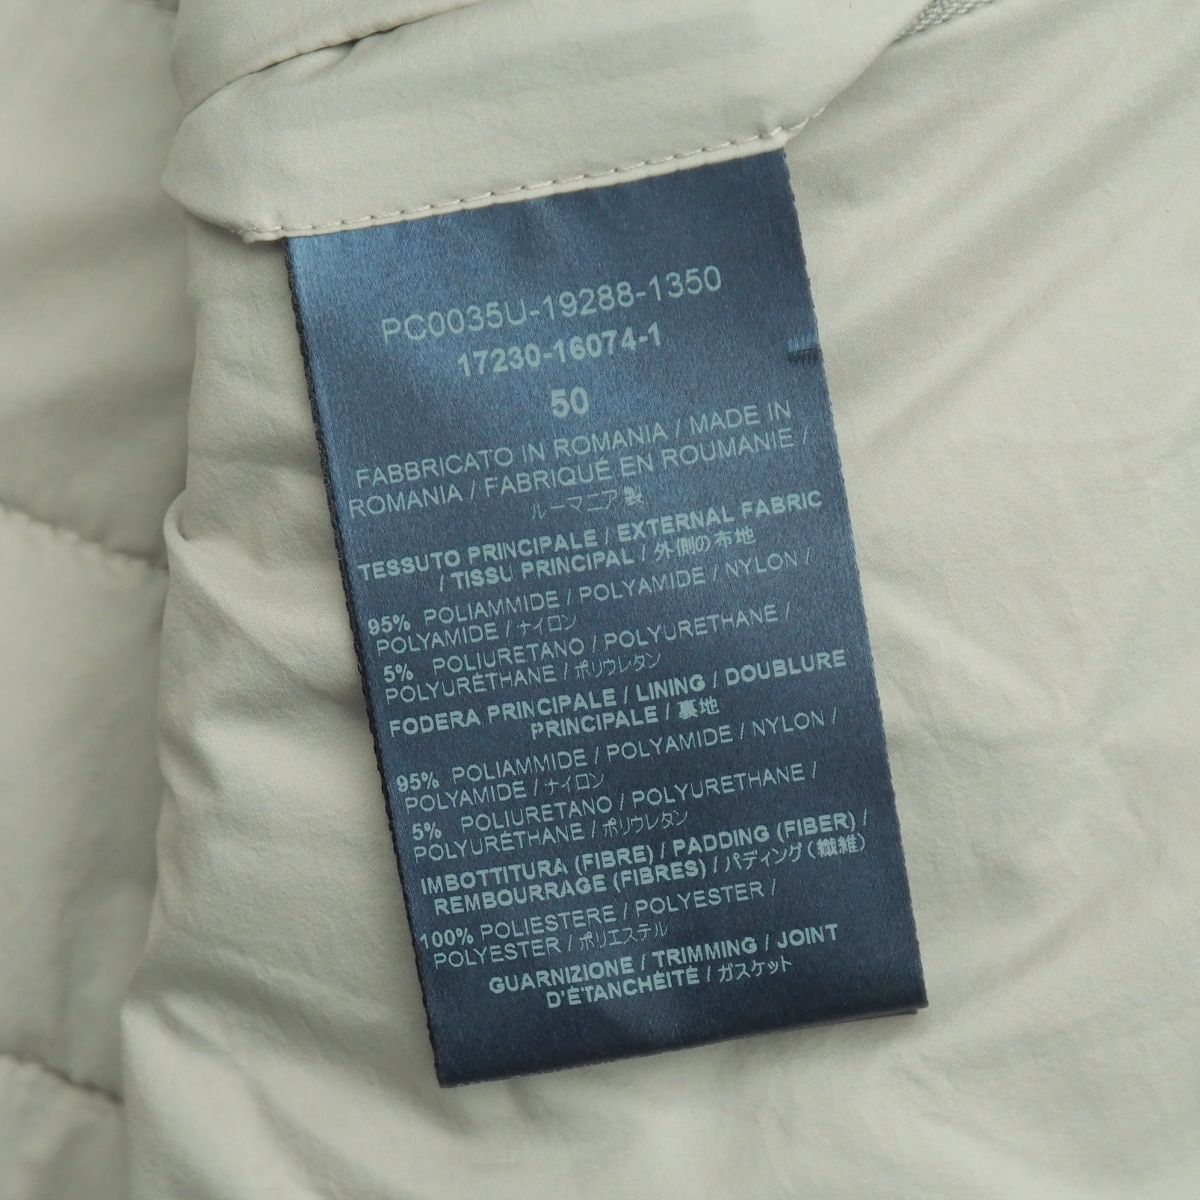 PC0035U-19288-1350
17230-16074-1
50
FABBRICATO IN ROMANIA / MADE IN
ROMANIA / FABRIQUÉ EN ROUMANIE /
ルーマニア製
TESSUTO PRINCIPALE / EXTERNAL FABRIC
/ TISSU PRINCIPAL / 外側の布地
95% POLIAMMIDE / POLYAMIDE / NYLON /
POLYAMIDE / ナイロン
5% POLIURETANO / POLYURETHANE /
POLYURÉTHANE / ポリウレタン
FODERA PRINCIPALE / LINING / DOUBLURE
PRINCIPALE / 裏地
95% POLIAMMIDE / POLYAMIDE / NYLON /
POLYAMIDE / ナイロン
5% POLIURETANO / POLYURETHANE /
POLYURÉTHANE / ポリウレタン
IMBOTTITURA (FIBRE) / PADDING (FIBER) /
REMBOURRAGE (FIBRES) / パディング (繊維)
100% POLIESTERE / POLYESTER /
POLYESTER / ポリエステル
GUARNIZIONE / TRIMMING / JOINT
D'ÉTANCHÉITÉ / ガスケット